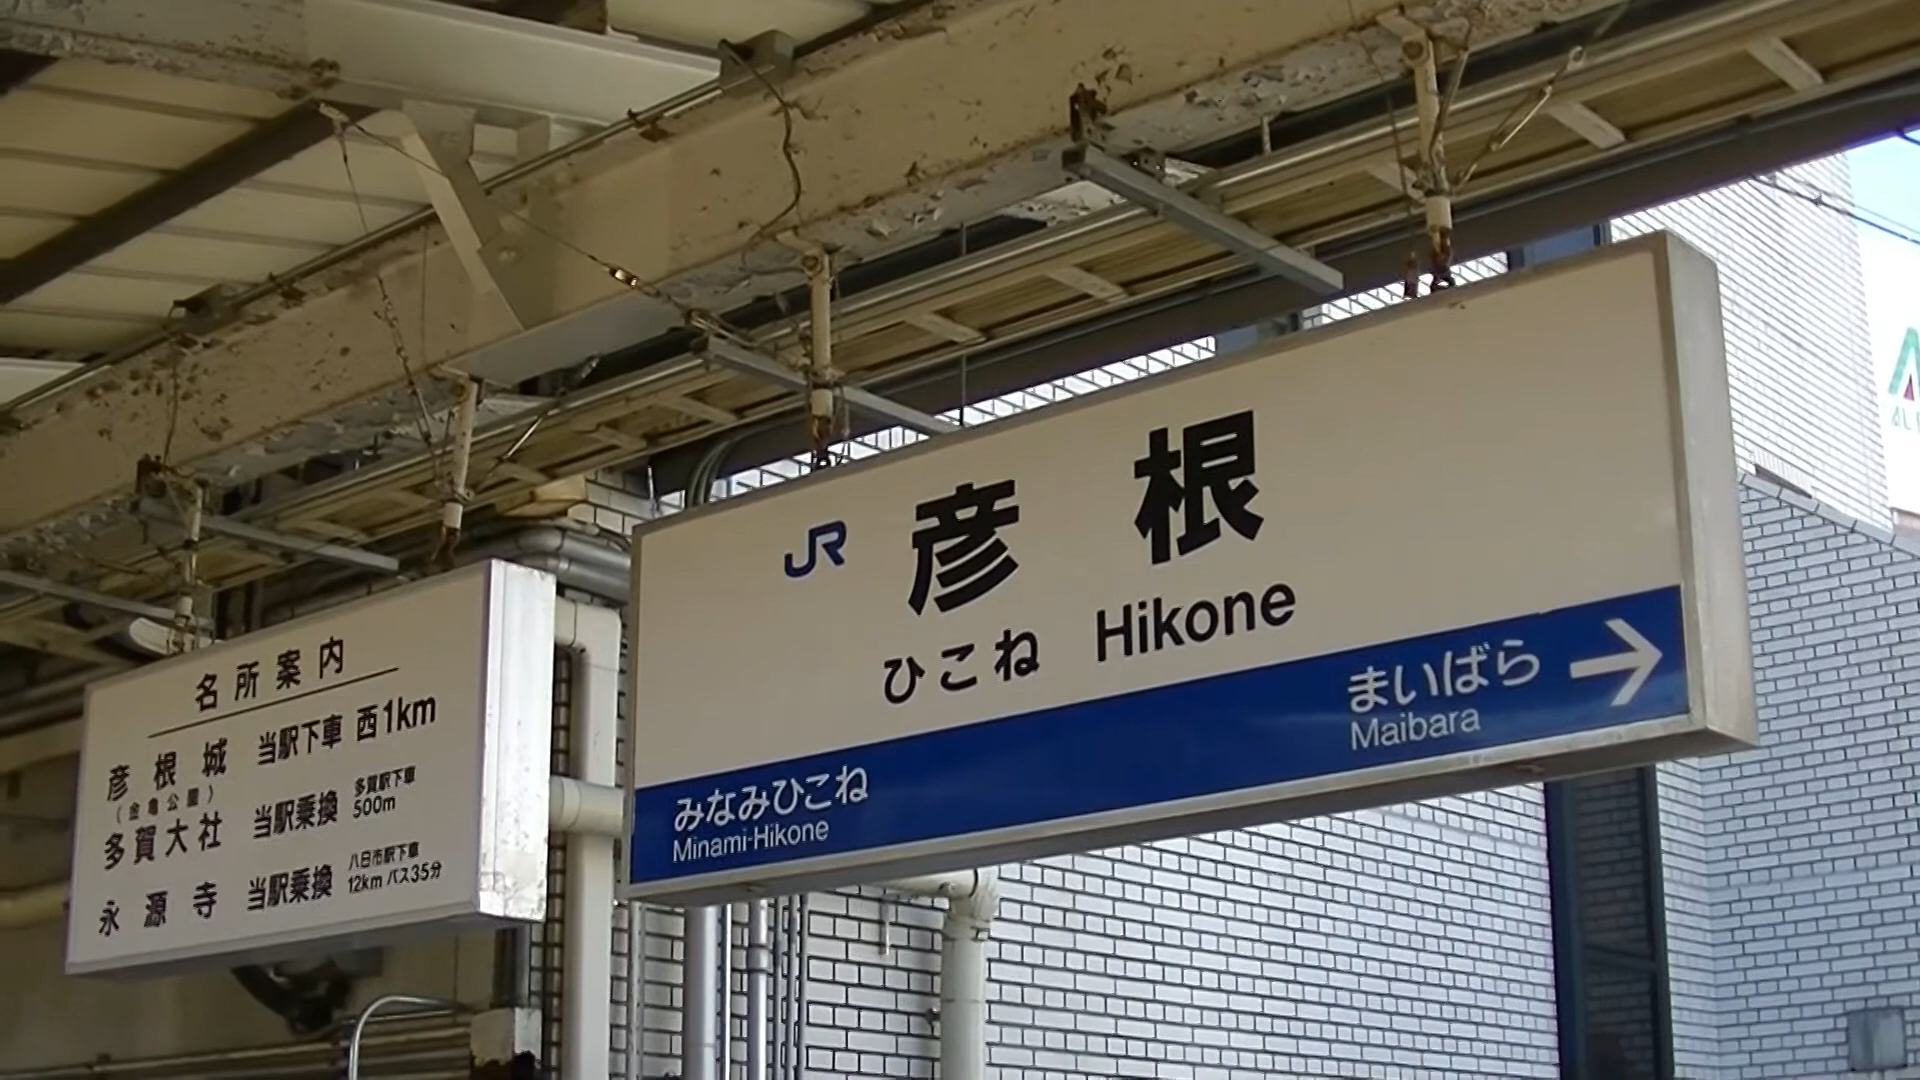 名所案内
彦根城 当駅下車 西1km
(金亀公園)
多賀大社 当駅乗換 多賀駅下車 500m
永源寺 当駅乗換 八日市駅下車 12km バス35分
JR 彦根
ひこね Hikone
まいばら →
Maibara
みなみひこね
Minami-Hikone